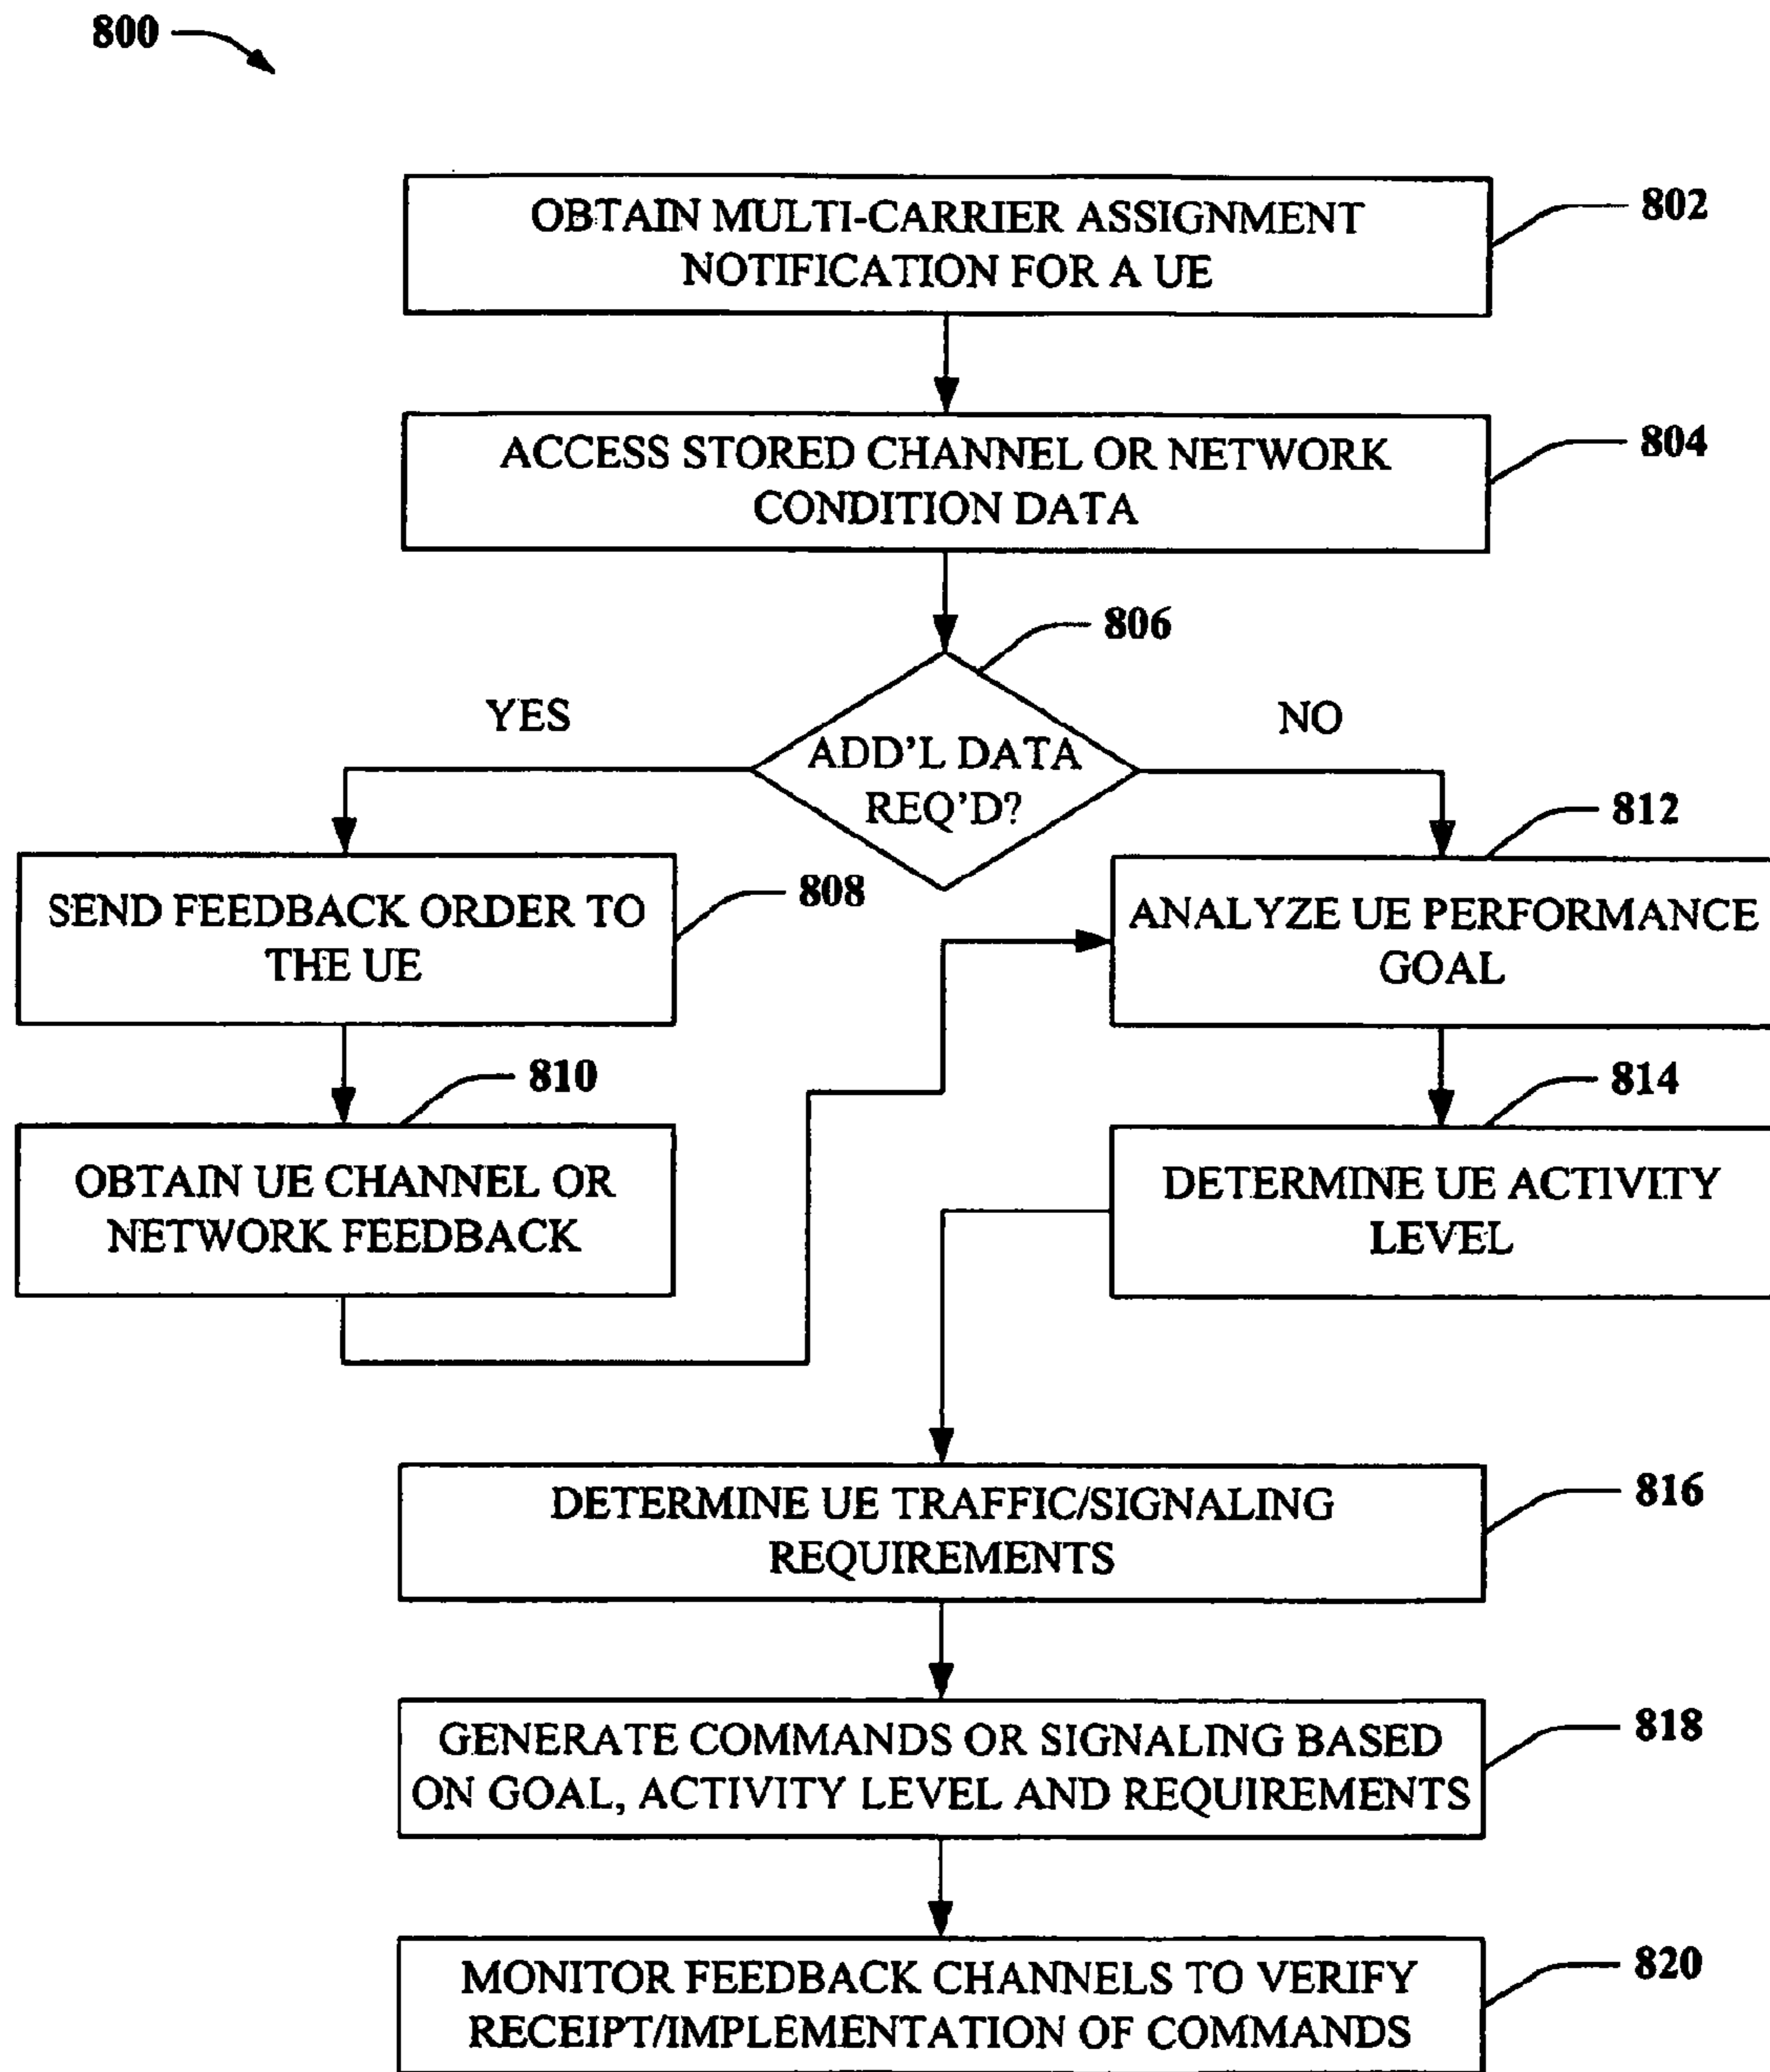 800
OBTAIN MULTI-CARRIER ASSIGNMENT
NOTIFICATION FOR A UE
802
ACCESS STORED CHANNEL OR NETWORK
CONDITION DATA
804
806
YES
NO
ADD'L DATA
REQ'D?
808
SEND FEEDBACK ORDER TO
THE UE
812
ANALYZE UE PERFORMANCE
GOAL
810
OBTAIN UE CHANNEL OR
NETWORK FEEDBACK
814
DETERMINE UE ACTIVITY
LEVEL
DETERMINE UE TRAFFIC/SIGNALING
REQUIREMENTS
816
GENERATE COMMANDS OR SIGNALING BASED
ON GOAL, ACTIVITY LEVEL AND REQUIREMENTS
818
MONITOR FEEDBACK CHANNELS TO VERIFY
RECEIPT/IMPLEMENTATION OF COMMANDS
820